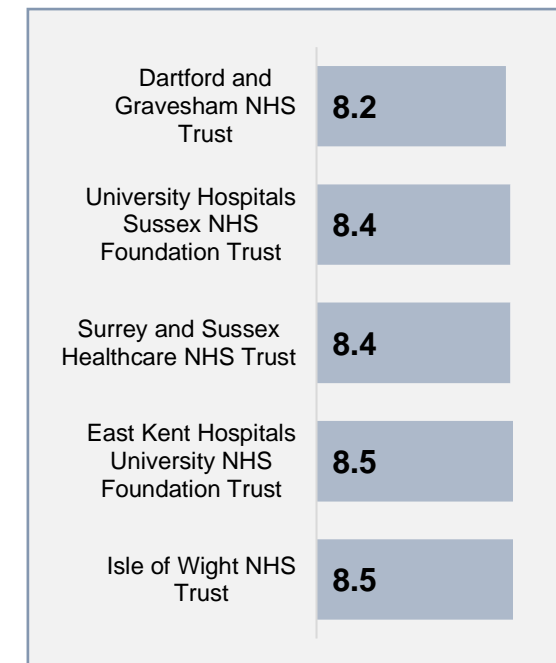 Dartford and
Gravesham NHS
Trust
8.2
University Hospitals
Sussex NHS
Foundation Trust
8.4
Surrey and Sussex
Healthcare NHS Trust
8.4
East Kent Hospitals
University NHS
Foundation Trust
8.5
Isle of Wight NHS
Trust
8.5